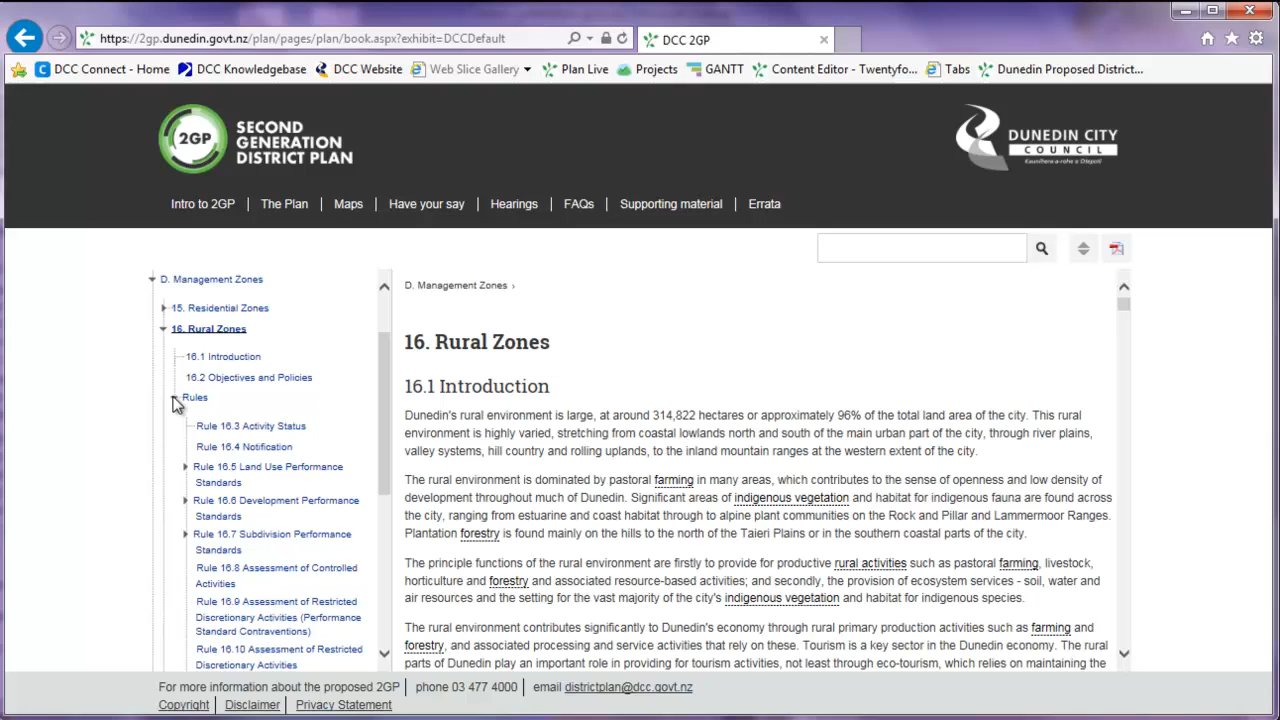 https://2gp.dunedin.govt.nz/plan/pages/plan/book.aspx?exhibit=DCCDefault
DCC 2GP
DCC Connect - Home
DCC Knowledgebase
DCC Website
Web Slice Gallery
Plan Live
Projects
GANTT
Content Editor - Twentyfo...
Tabs
Dunedin Proposed District...
2GP
SECOND
GENERATION
DISTRICT PLAN
DUNEDIN CITY
COUNCIL
Kaunihera-a-rohe o Otepoti
Intro to 2GP
The Plan
Maps
Have your say
Hearings
FAQs
Supporting material
Errata
D. Management Zones
15. Residential Zones
16. Rural Zones
16.1 Introduction
16.2 Objectives and Policies
Rules
Rule 16.3 Activity Status
Rule 16.4 Notification
Rule 16.5 Land Use Performance
Standards
Rule 16.6 Development Performance
Standards
Rule 16.7 Subdivision Performance
Standards
Rule 16.8 Assessment of Controlled
Activities
Rule 16.9 Assessment of Restricted
Discretionary Activities (Performance
Standard Contraventions)
Rule 16.10 Assessment of Restricted
Discretionary Activities
D. Management Zones ›
16. Rural Zones
16.1 Introduction
Dunedin's rural environment is large, at around 314,822 hectares or approximately 96% of the total land area of the city. This rural
environment is highly varied, stretching from coastal lowlands north and south of the main urban part of the city, through river plains,
valley systems, hill country and rolling uplands, to the inland mountain ranges at the western extent of the city.
The rural environment is dominated by pastoral farming in many areas, which contributes to the sense of openness and low density of
development throughout much of Dunedin. Significant areas of indigenous vegetation and habitat for indigenous fauna are found across
the city, ranging from estuarine and coast habitat through to alpine plant communities on the Rock and Pillar and Lammermoor Ranges.
Plantation forestry is found mainly on the hills to the north of the Taieri Plains or in the southern coastal parts of the city.
The principle functions of the rural environment are firstly to provide for productive rural activities such as pastoral farming, livestock,
horticulture and forestry and associated resource-based activities; and secondly, the provision of ecosystem services - soil, water and
air resources and the setting for the vast majority of the city's indigenous vegetation and habitat for indigenous species.
The rural environment contributes significantly to Dunedin's economy through rural primary production activities such as farming and
forestry, and associated processing and service activities that rely on these. Tourism is a key sector in the Dunedin economy. The rural
parts of Dunedin play an important role in providing for tourism activities, not least through eco-tourism, which relies on maintaining the
For more information about the proposed 2GP
phone 03 477 4000
email districtplan@dcc.govt.nz
Copyright
Disclaimer
Privacy Statement